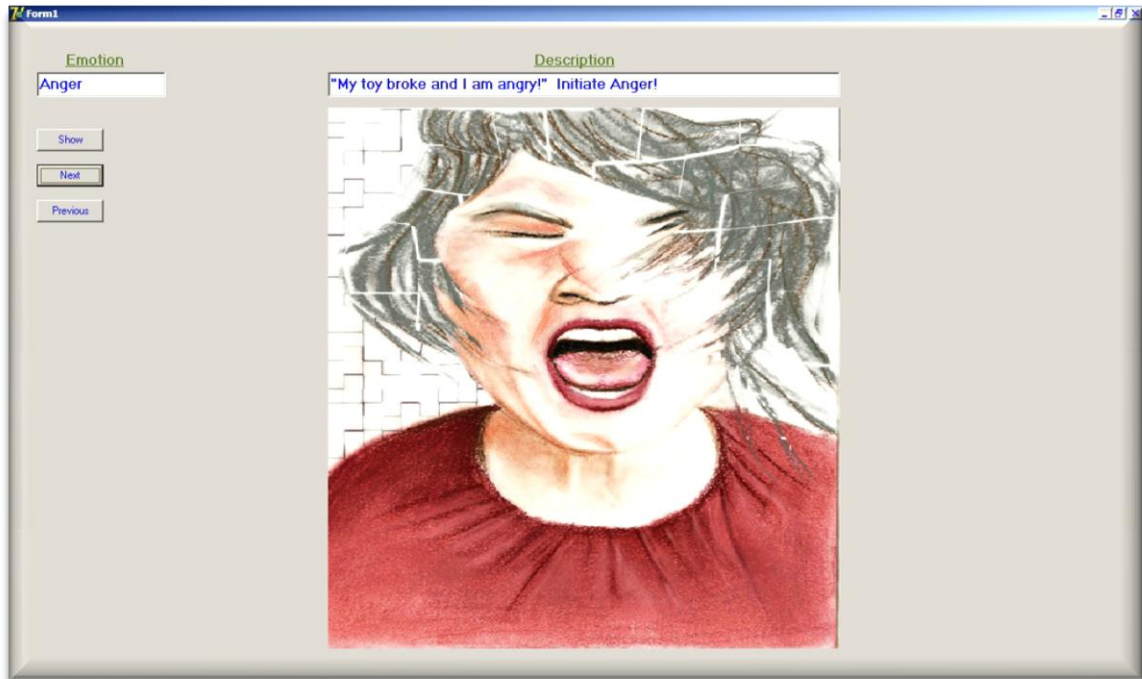 Form1
Emotion
Description
Anger
"My toy broke and I am angry!"  Initiate Anger!
Show
Next
Previous